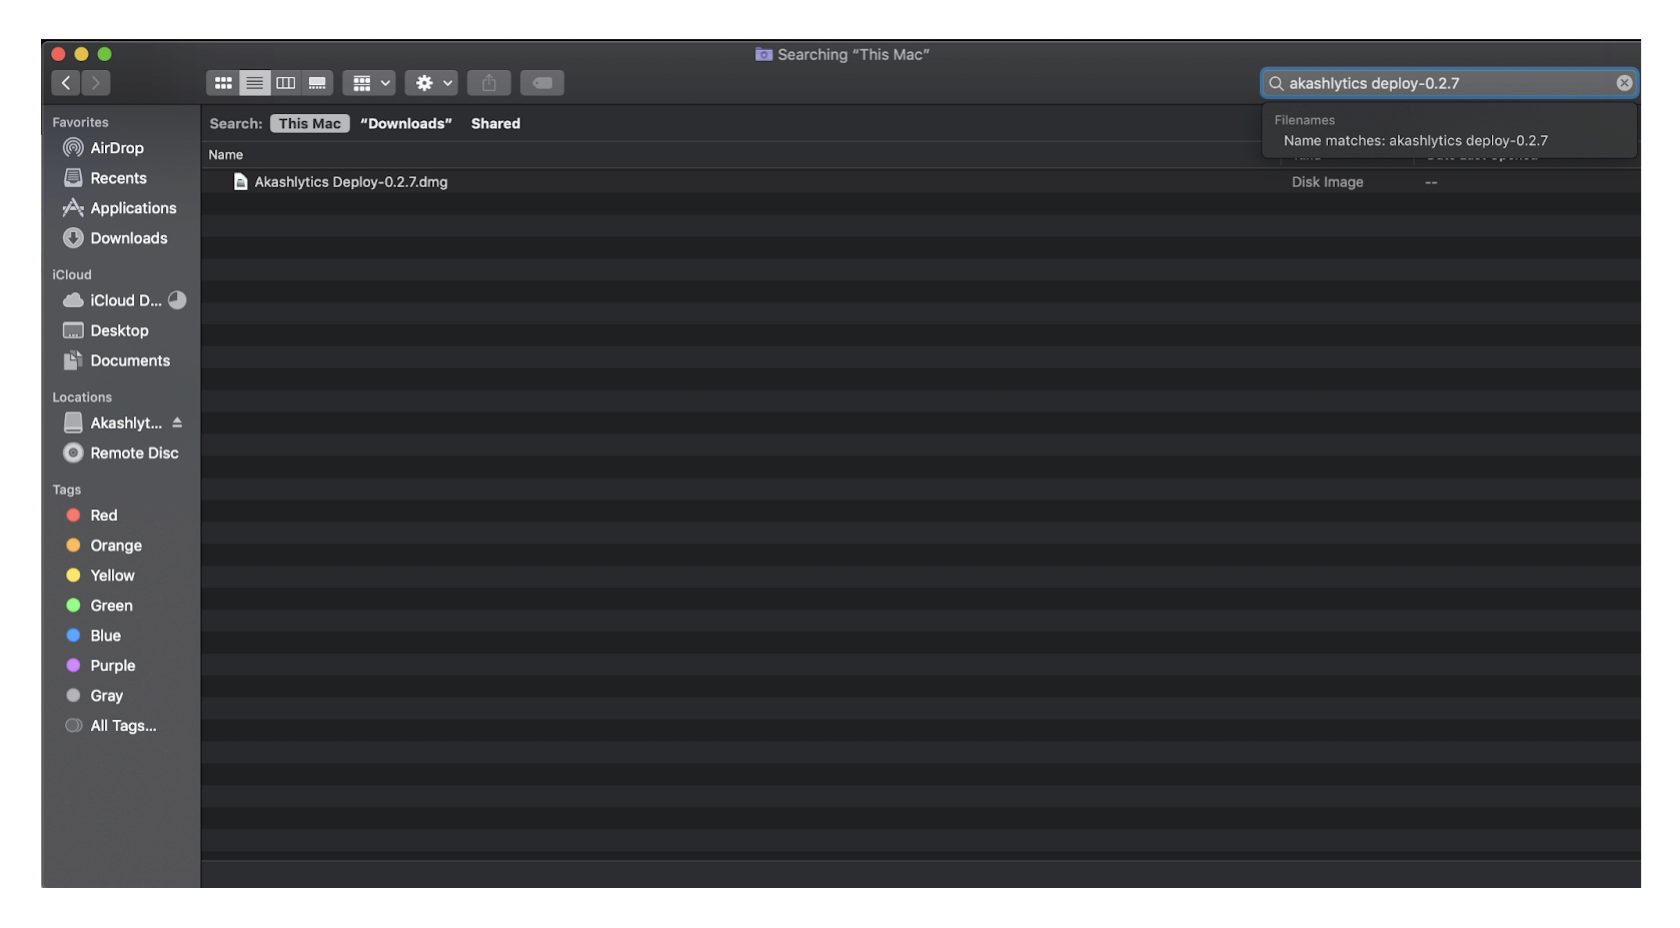 Searching “This Mac”
akashlytics deploy-0.2.7
Filenames
Name matches: akashlytics deploy-0.2.7
Search: This Mac “Downloads” Shared
Name
Akashlytics Deploy-0.2.7.dmg Disk Image --
Favorites
AirDrop
Recents
Applications
Downloads
iCloud
iCloud D...
Desktop
Documents
Locations
Akashlyt...
Remote Disc
Tags
Red
Orange
Yellow
Green
Blue
Purple
Gray
All Tags...